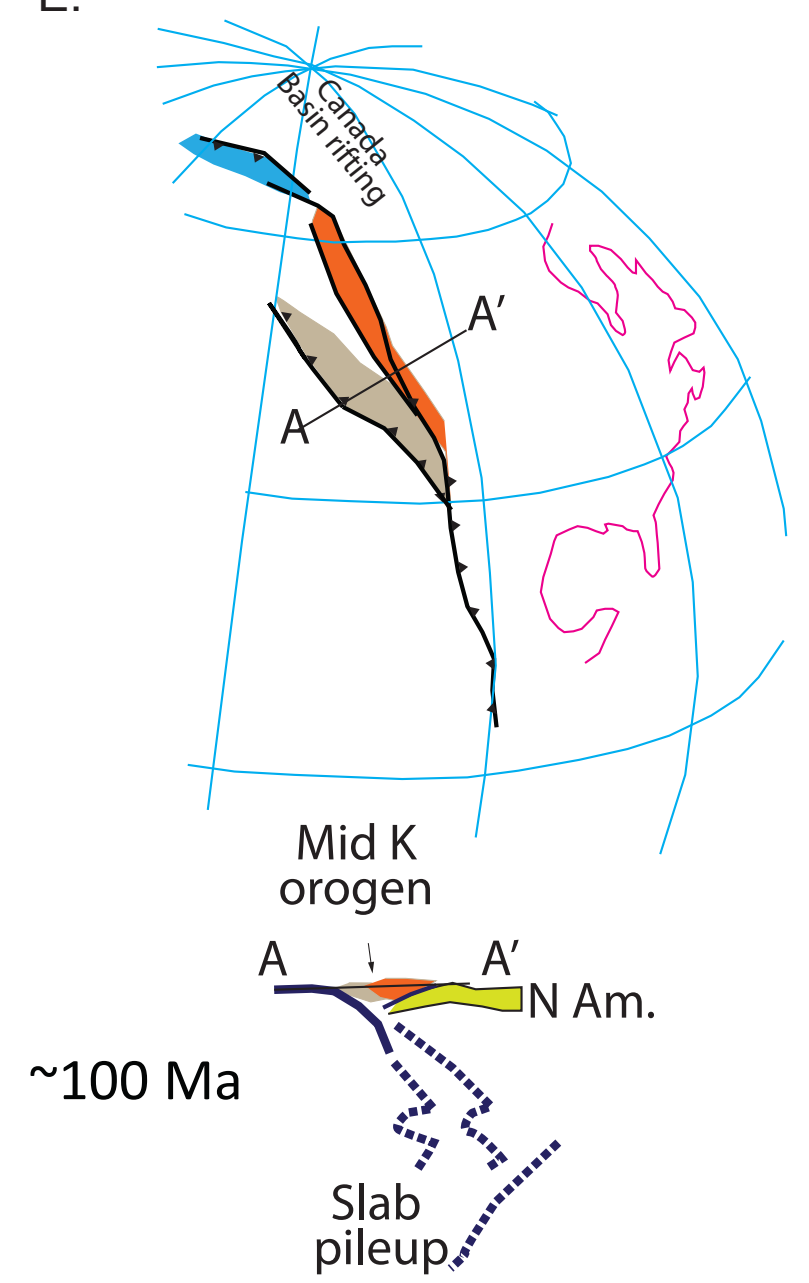 E.
Canada
Basin rifting
A'
A
Mid K
orogen
A
A'
N Am.
~100 Ma
Slab
pileup